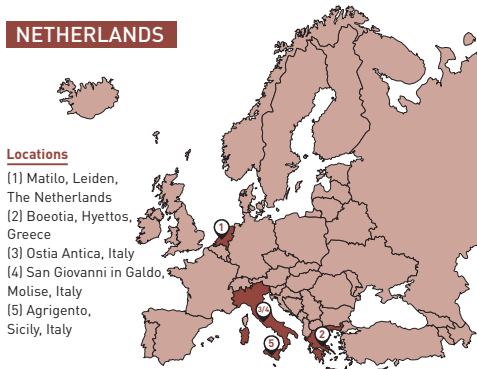 NETHERLANDS
Locations
(1) Matilo, Leiden,
The Netherlands
(2) Boeotia, Hyettos,
Greece
(3) Ostia Antica, Italy
(4) San Giovanni in Galdo,
Molise, Italy
(5) Agrigento,
Sicily, Italy
1
3/4
2
5